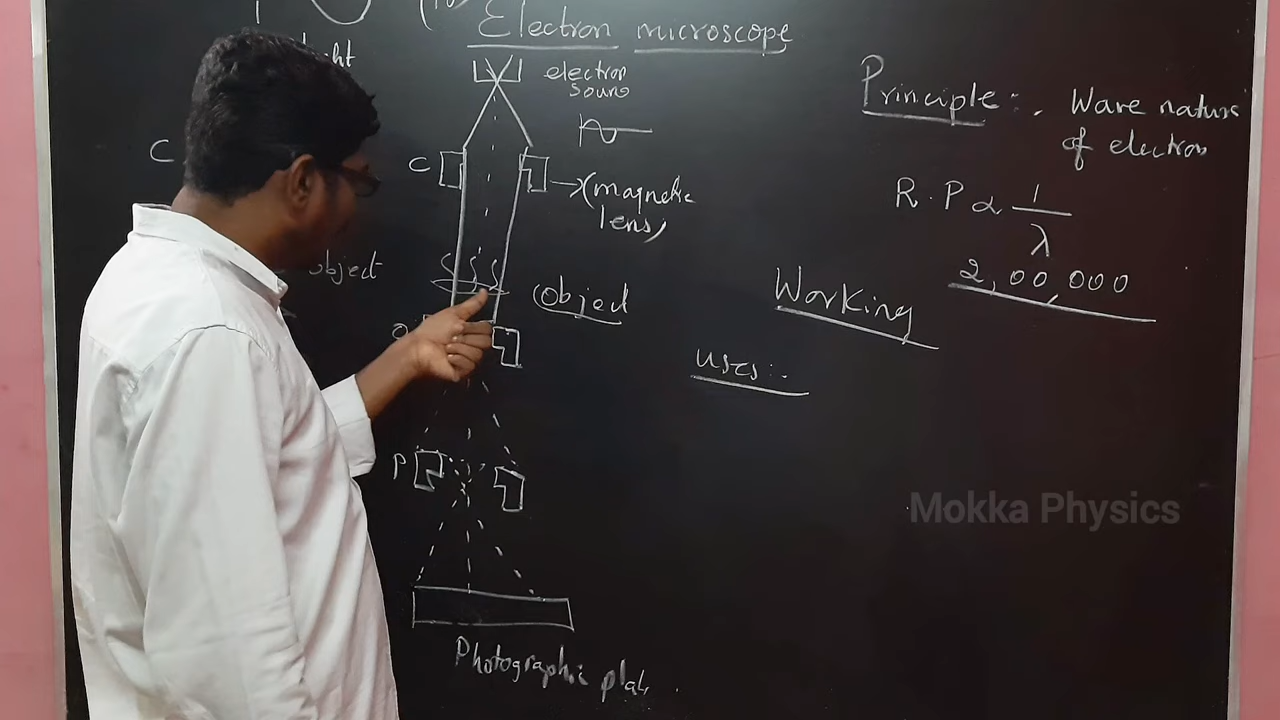 Electron microscope
electron
sourc
C
C
(magnetic
lens)
object
Object
O
P
Photographic plate
Principle:. Wave nature
of electron
R.P ∝ 1
λ
2,00,000
Working
uses:-
Mokka Physics